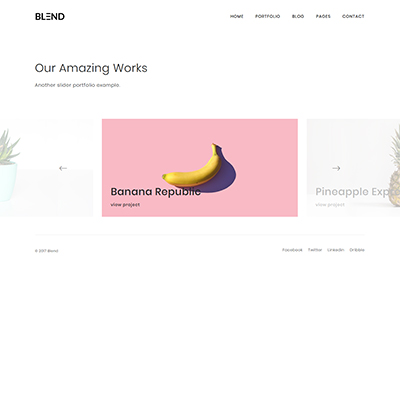 BLEND
HOME PORTFOLIO BLOG PAGES CONTACT
Our Amazing Works
Another slider portfolio example.
Banana Republic
view project
Pineapple Exp
view project
© 2017 Blend
Facebook Twitter Linkedin Dribble